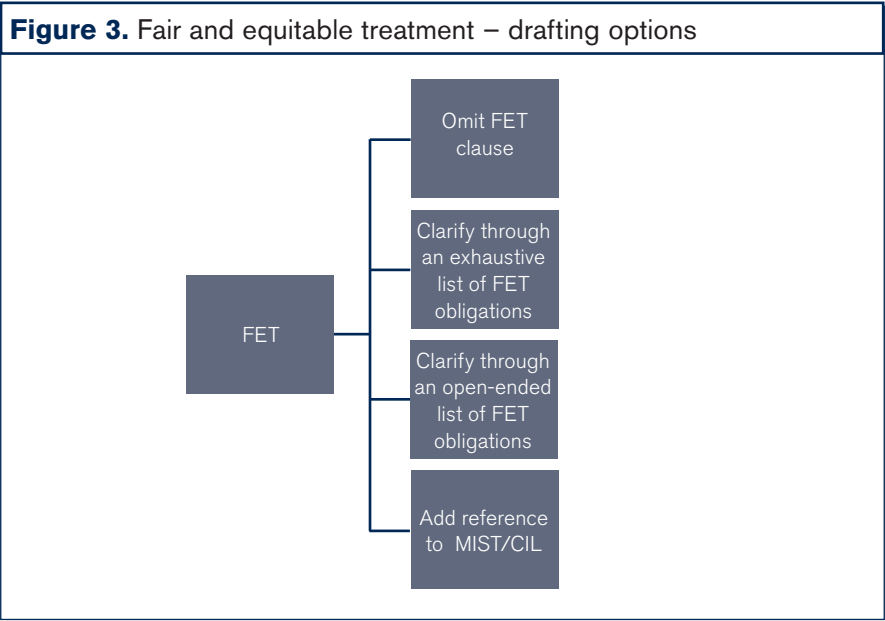 Figure 3. Fair and equitable treatment – drafting options
Omit FET
clause
Clarify through
an exhaustive
list of FET
obligations
FET
Clarify through
an open-ended
list of FET
obligations
Add reference
to MIST/CIL